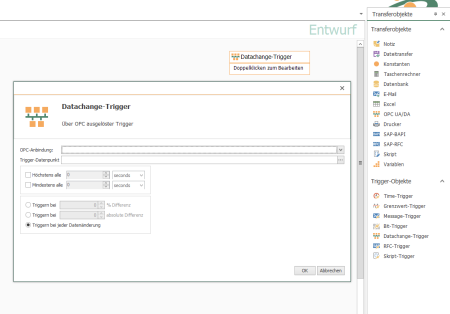 Transferobjekte
Entwurf
Transferobjekte
Notiz
Datetransfer
Konstanten
Taschenrechner
Datenbank
E-Mail
Excel
OPC UA/DA
Drucker
SAP-BAPI
SAP-RFC
Skript
Variablen
Trigger-Objekte
Time-Trigger
Grenzwert-Trigger
Message-Trigger
Bit-Trigger
Datachange-Trigger
RFC-Trigger
Skript-Trigger
Datachange-Trigger
Doppelklicken zum Bearbeiten
Datachange-Trigger
Über OPC ausgelöster Trigger
OPC-Anbindung:
Trigger-Datenpunkt
Höchstens alle 0 seconds
Mindestens alle 0 seconds
Triggern bei 0 % Differenz
Triggern bei 0 absolute Differenz
Triggern bei jeder Datenänderung
OK Abbrechen